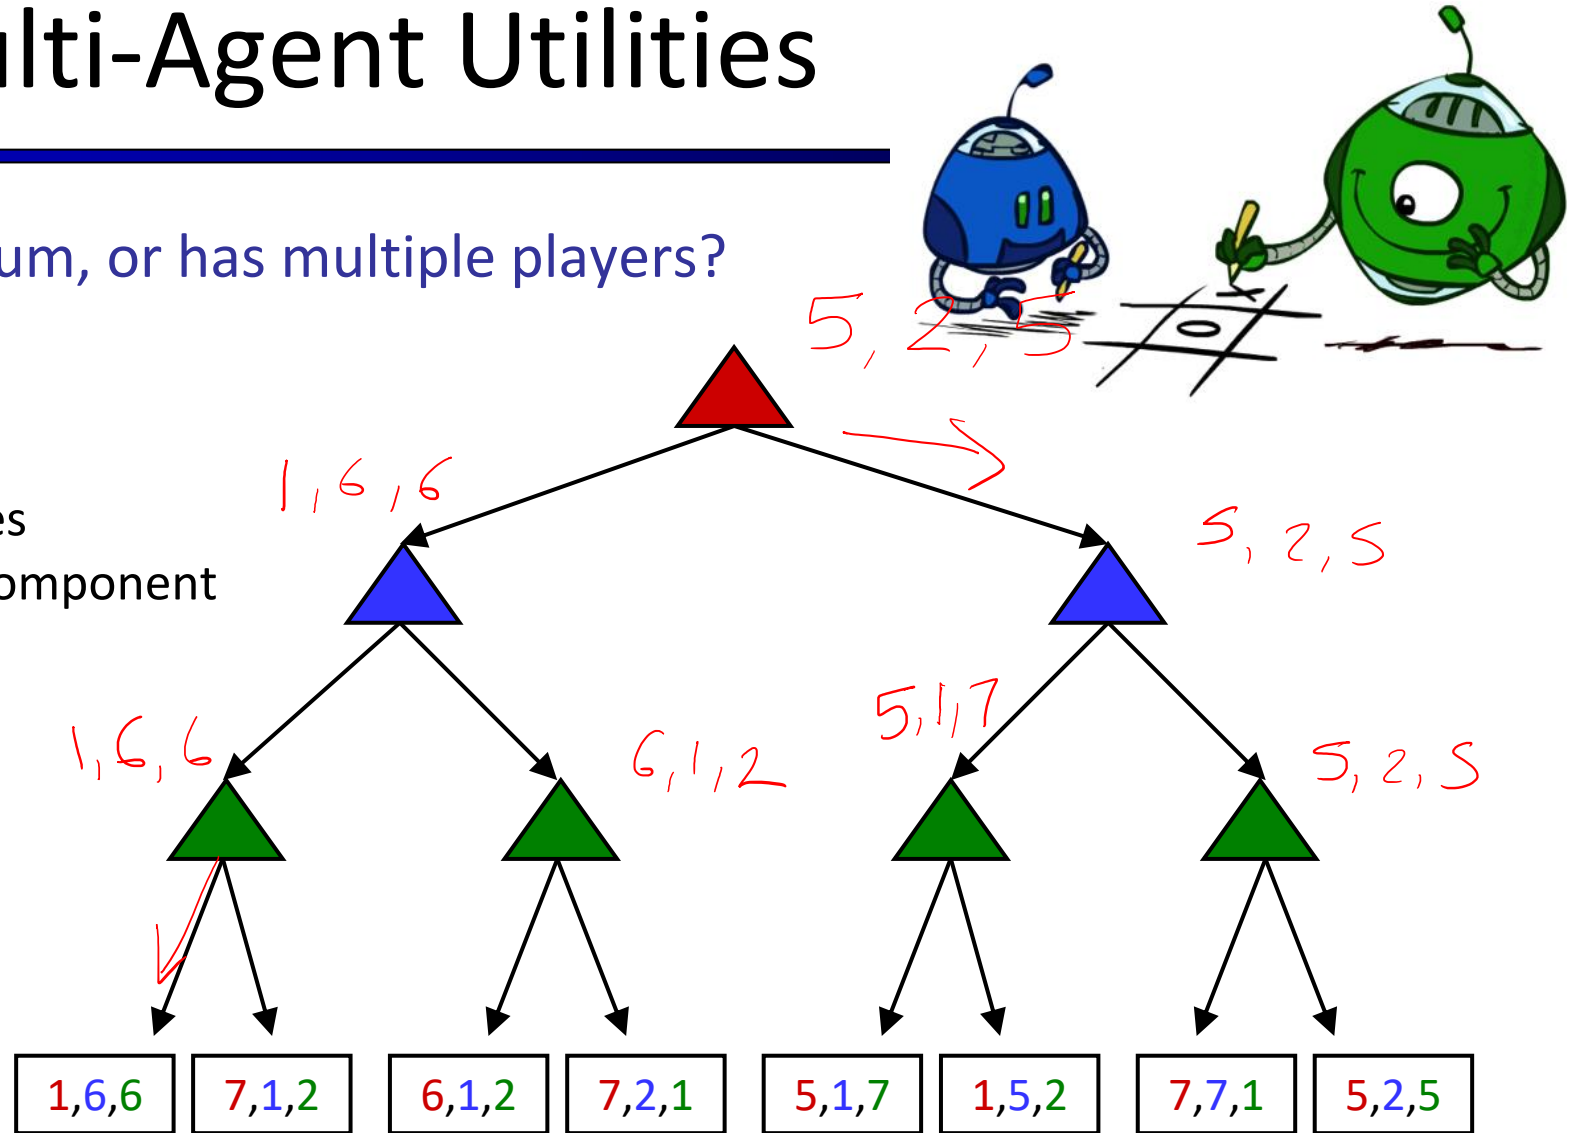 lti-Agent Utilities
um, or has multiple players?
5, 2, 5
1, 6, 6
es
5, 2, 5
omponent
1, 6, 6
6, 1, 2
5, 1, 7
5, 2, 5
1,6,6
7,1,2
6,1,2
7,2,1
5,1,7
1,5,2
7,7,1
5,2,5